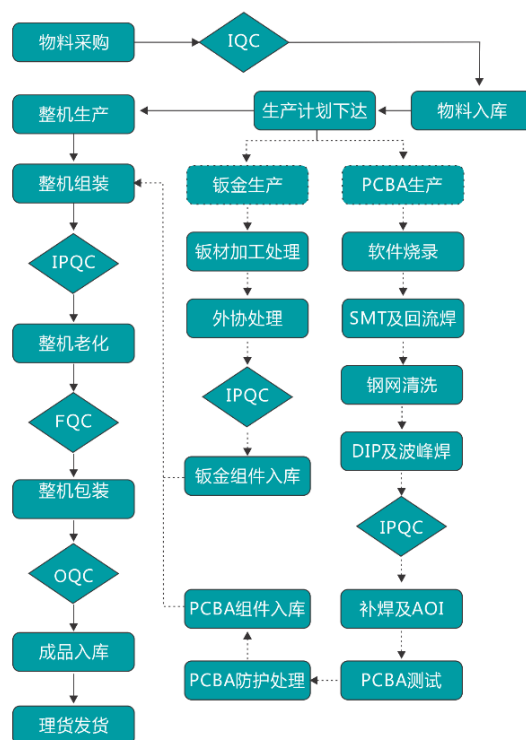 物料采购
IQC
整机生产
生产计划下达
物料入库
整机组装
钣金生产
PCBA生产
IPQC
钣材加工处理
软件烧录
整机老化
外协处理
SMT及回流焊
FQC
IPQC
钢网清洗
整机包装
钣金组件入库
DIP及波峰焊
OQC
IPQC
成品入库
PCBA组件入库
补焊及AOI
理货发货
PCBA防护处理
PCBA测试